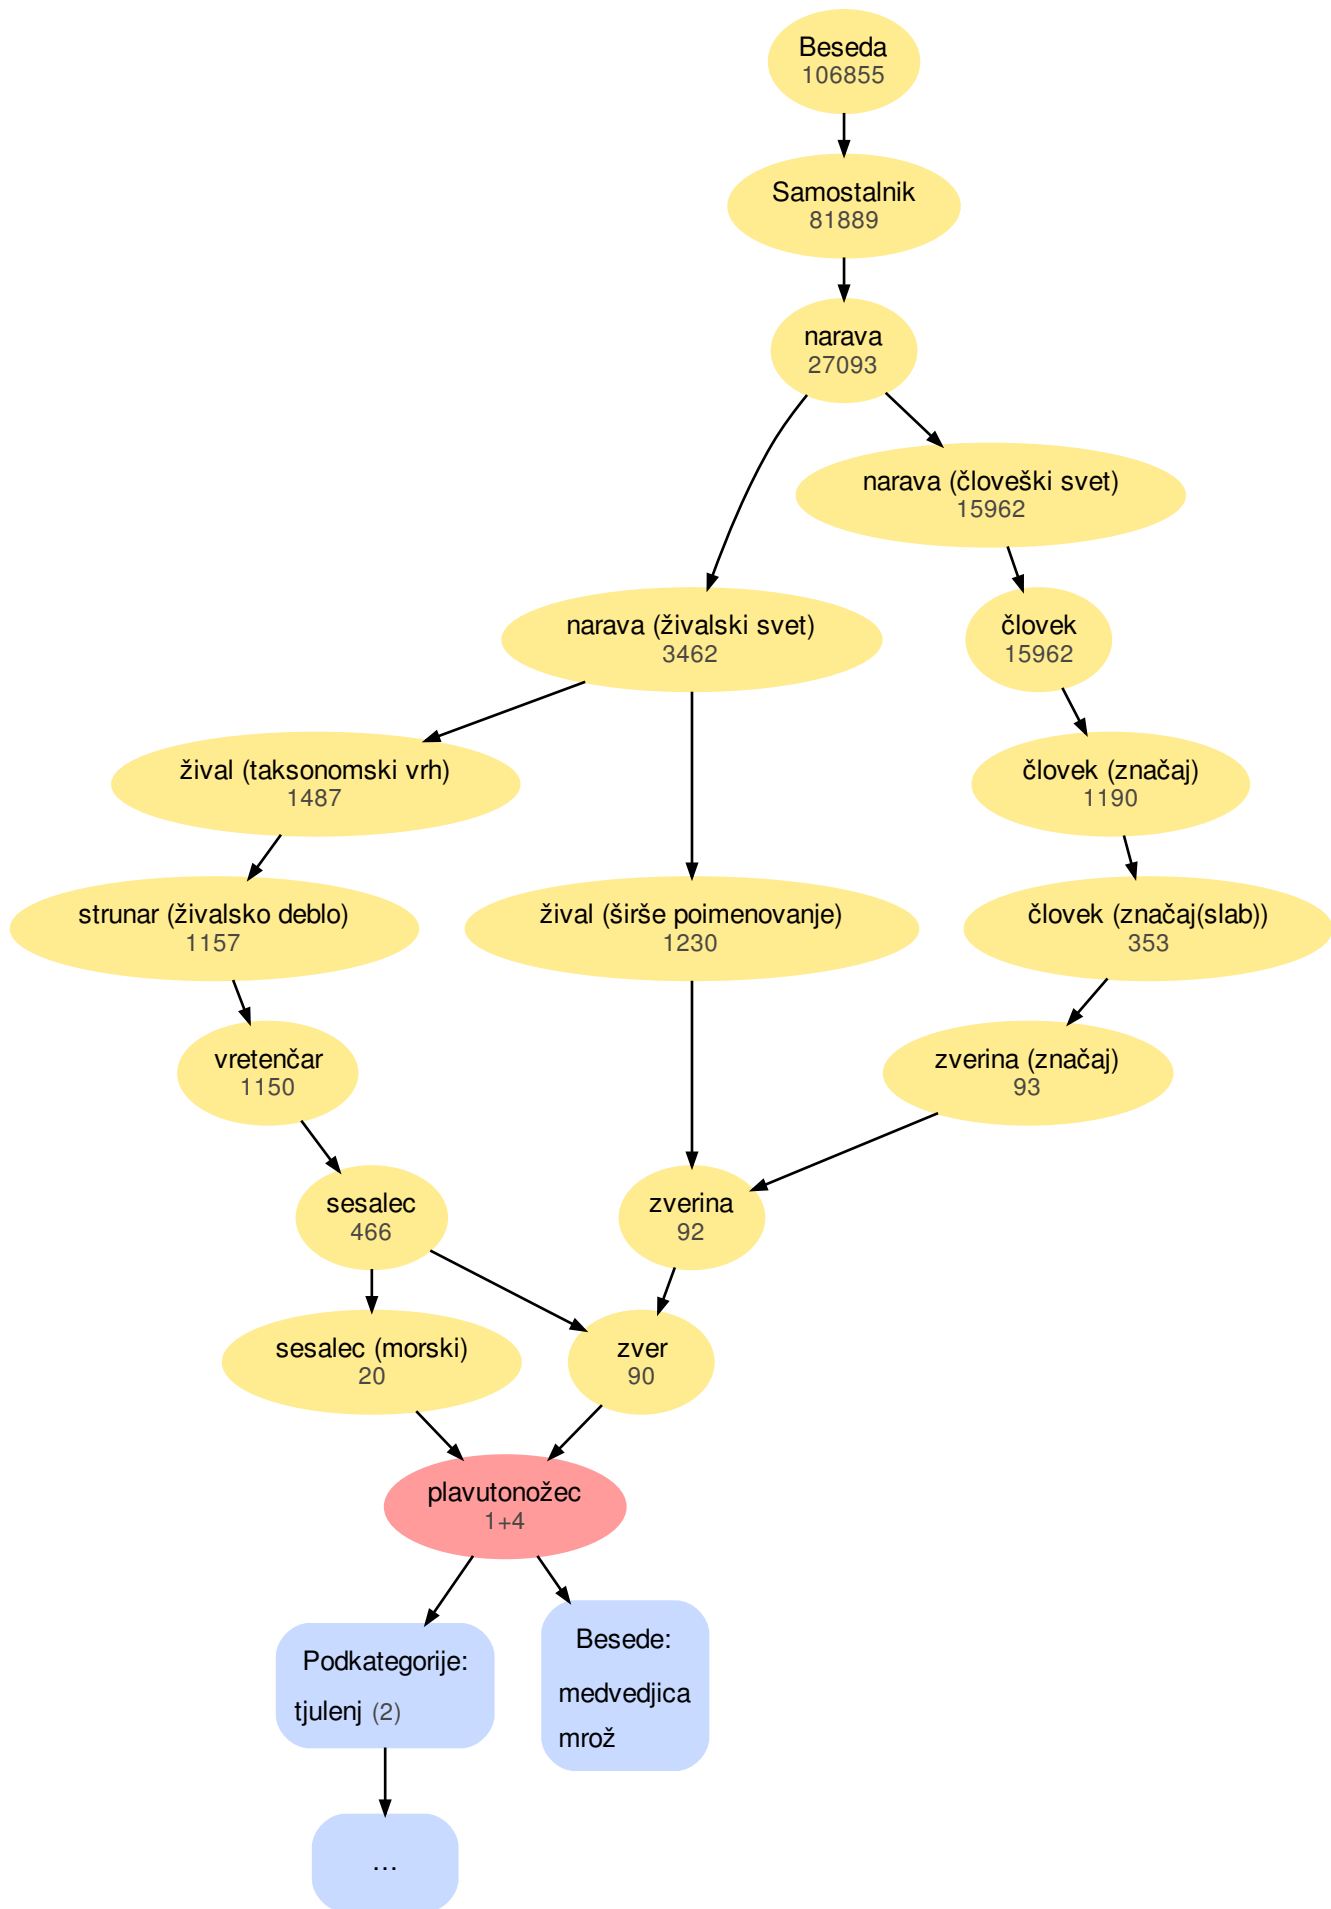 Beseda
106855
Samostalnik
81889
narava
27093
narava (človeški svet)
15962
narava (živalski svet)
3462
človek
15962
žival (taksonomski vrh)
1487
človek (značaj)
1190
strunar (živalsko deblo)
1157
žival (širše poimenovanje)
1230
človek (značaj(slab))
353
vretenčar
1150
zverina (značaj)
93
sesalec
466
zverina
92
sesalec (morski)
20
zver
90
plavutonožec
1+4
Podkategorije:
tjulenj (2)
Besede:
medvedjica
mrož
…